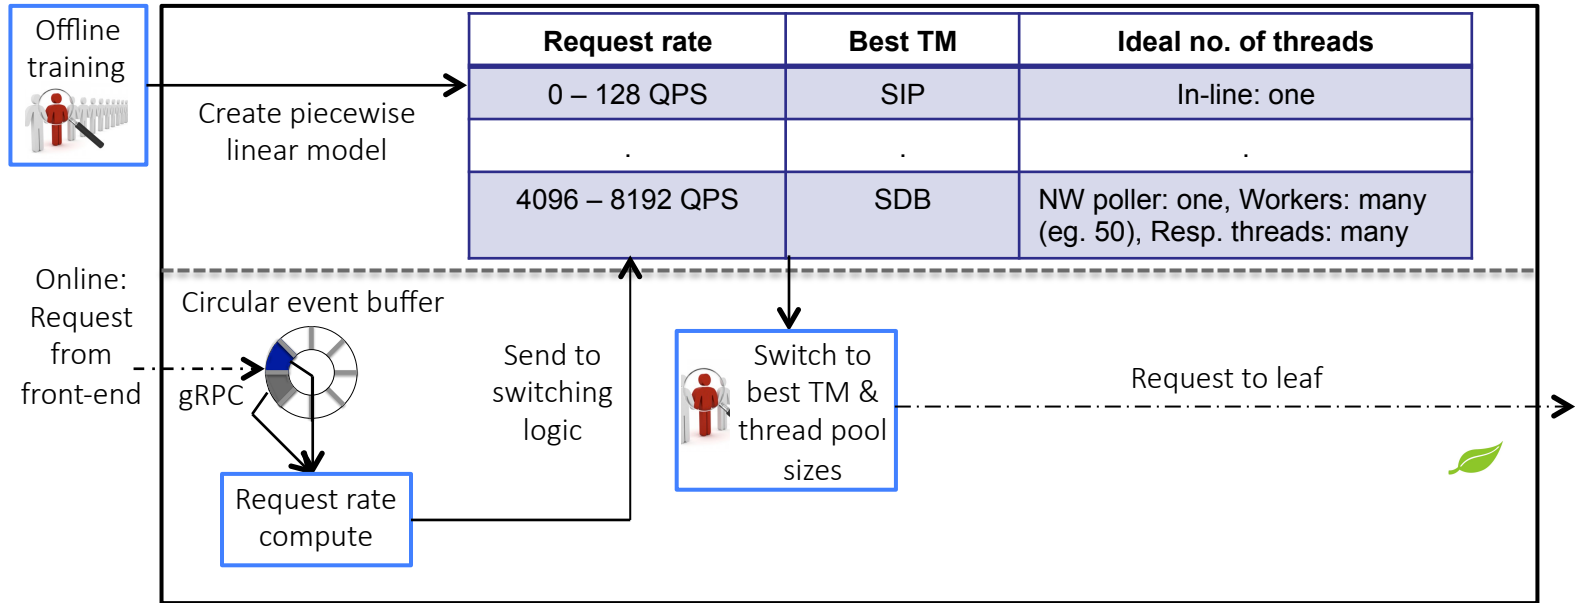 Offline
training
Create piecewise
linear model
Request rate Best TM Ideal no. of threads
0 – 128 QPS SIP In-line: one
. . .
4096 – 8192 QPS SDB NW poller: one, Workers: many
(eg. 50), Resp. threads: many
Online:
Request
from
front-end
Circular event buffer
gRPC
Request rate
compute
Send to
switching
logic
Switch to
best TM &
thread pool
sizes
Request to leaf